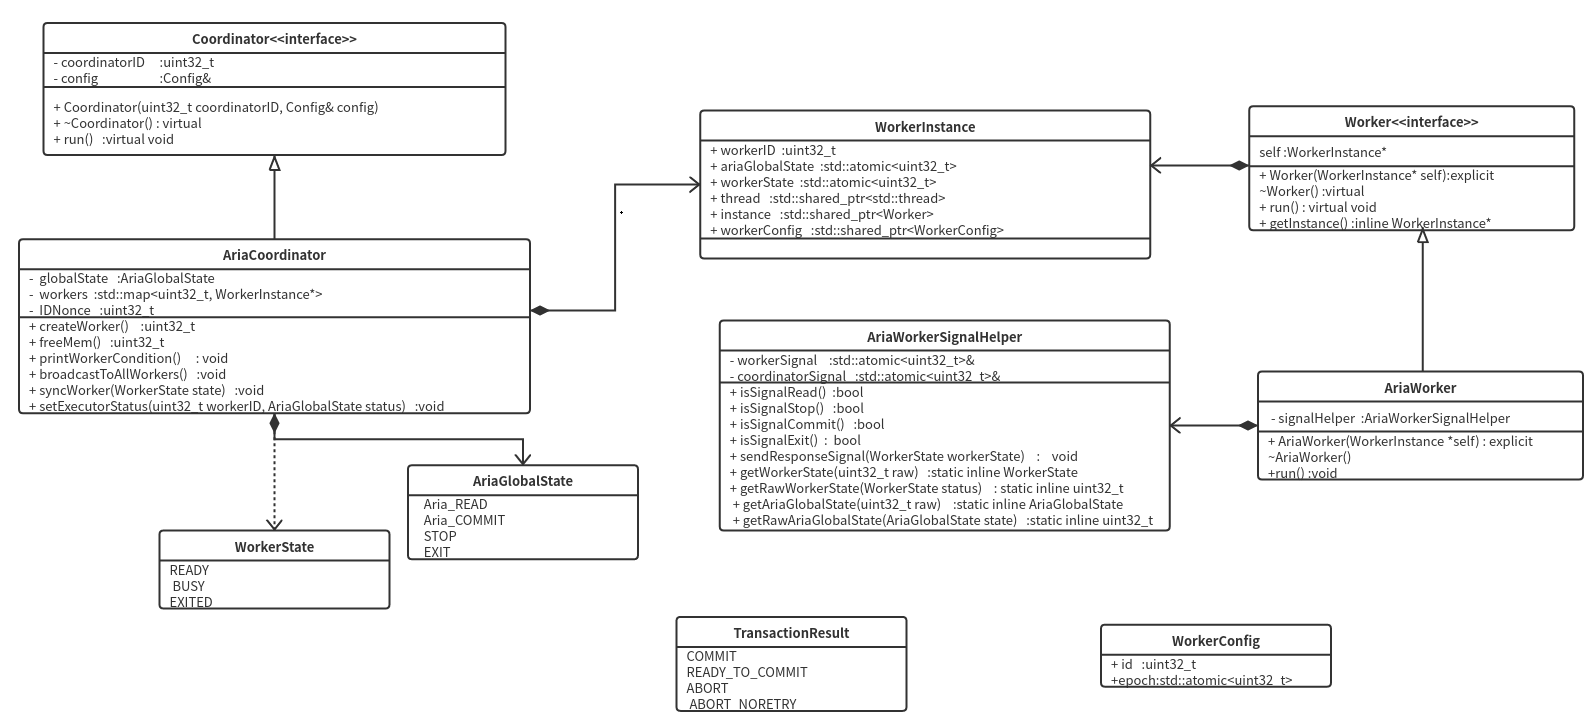 Coordinator<<interface>>
- coordinatorID :uint32_t
- config :Config&
+ Coordinator(uint32_t coordinatorID, Config& config)
+ ~Coordinator() : virtual
+ run() :virtual void
WorkerInstance
+ workerID :uint32_t
+ ariaGlobalState :std::atomic<uint32_t>
+ workerState :std::atomic<uint32_t>
+ thread :std::shared_ptr<std::thread>
+ instance :std::shared_ptr<Worker>
+ workerConfig :std::shared_ptr<WorkerConfig>
Worker<<interface>>
self :WorkerInstance*
+ Worker(WorkerInstance* self):explicit
~Worker() :virtual
+ run() : virtual void
+ getInstance() :inline WorkerInstance*
AriaCoordinator
- globalState :AriaGlobalState
- workers :std::map<uint32_t, WorkerInstance*>
- IDNonce :uint32_t
+ createWorker() :uint32_t
+ freeMem() :uint32_t
+ printWorkerCondition() : void
+ broadcastToAllWorkers() :void
+ syncWorker(WorkerState state) :void
+ setExecutorStatus(uint32_t workerID, AriaGlobalState status) :void
AriaWorkerSignalHelper
- workerSignal :std::atomic<uint32_t>&
- coordinatorSignal :std::atomic<uint32_t>&
+ isSignalRead() :bool
+ isSignalStop() :bool
+ isSignalCommit() :bool
+ isSignalExit() : bool
+ sendResponseSignal(WorkerState workerState) : void
+ getWorkerState(uint32_t raw) :static inline WorkerState
+ getRawWorkerState(WorkerState status) : static inline uint32_t
+ getAriaGlobalState(uint32_t raw) :static inline AriaGlobalState
+ getRawAriaGlobalState(AriaGlobalState state) :static inline uint32_t
AriaWorker
- signalHelper :AriaWorkerSignalHelper
+ AriaWorker(WorkerInstance *self) : explicit
~AriaWorker()
+run() :void
AriaGlobalState
Aria_READ
Aria_COMMIT
STOP
EXIT
WorkerState
READY
BUSY
EXITED
TransactionResult
COMMIT
READY_TO_COMMIT
ABORT
ABORT_NORETRY
WorkerConfig
+ id :uint32_t
+epoch:std::atomic<uint32_t>